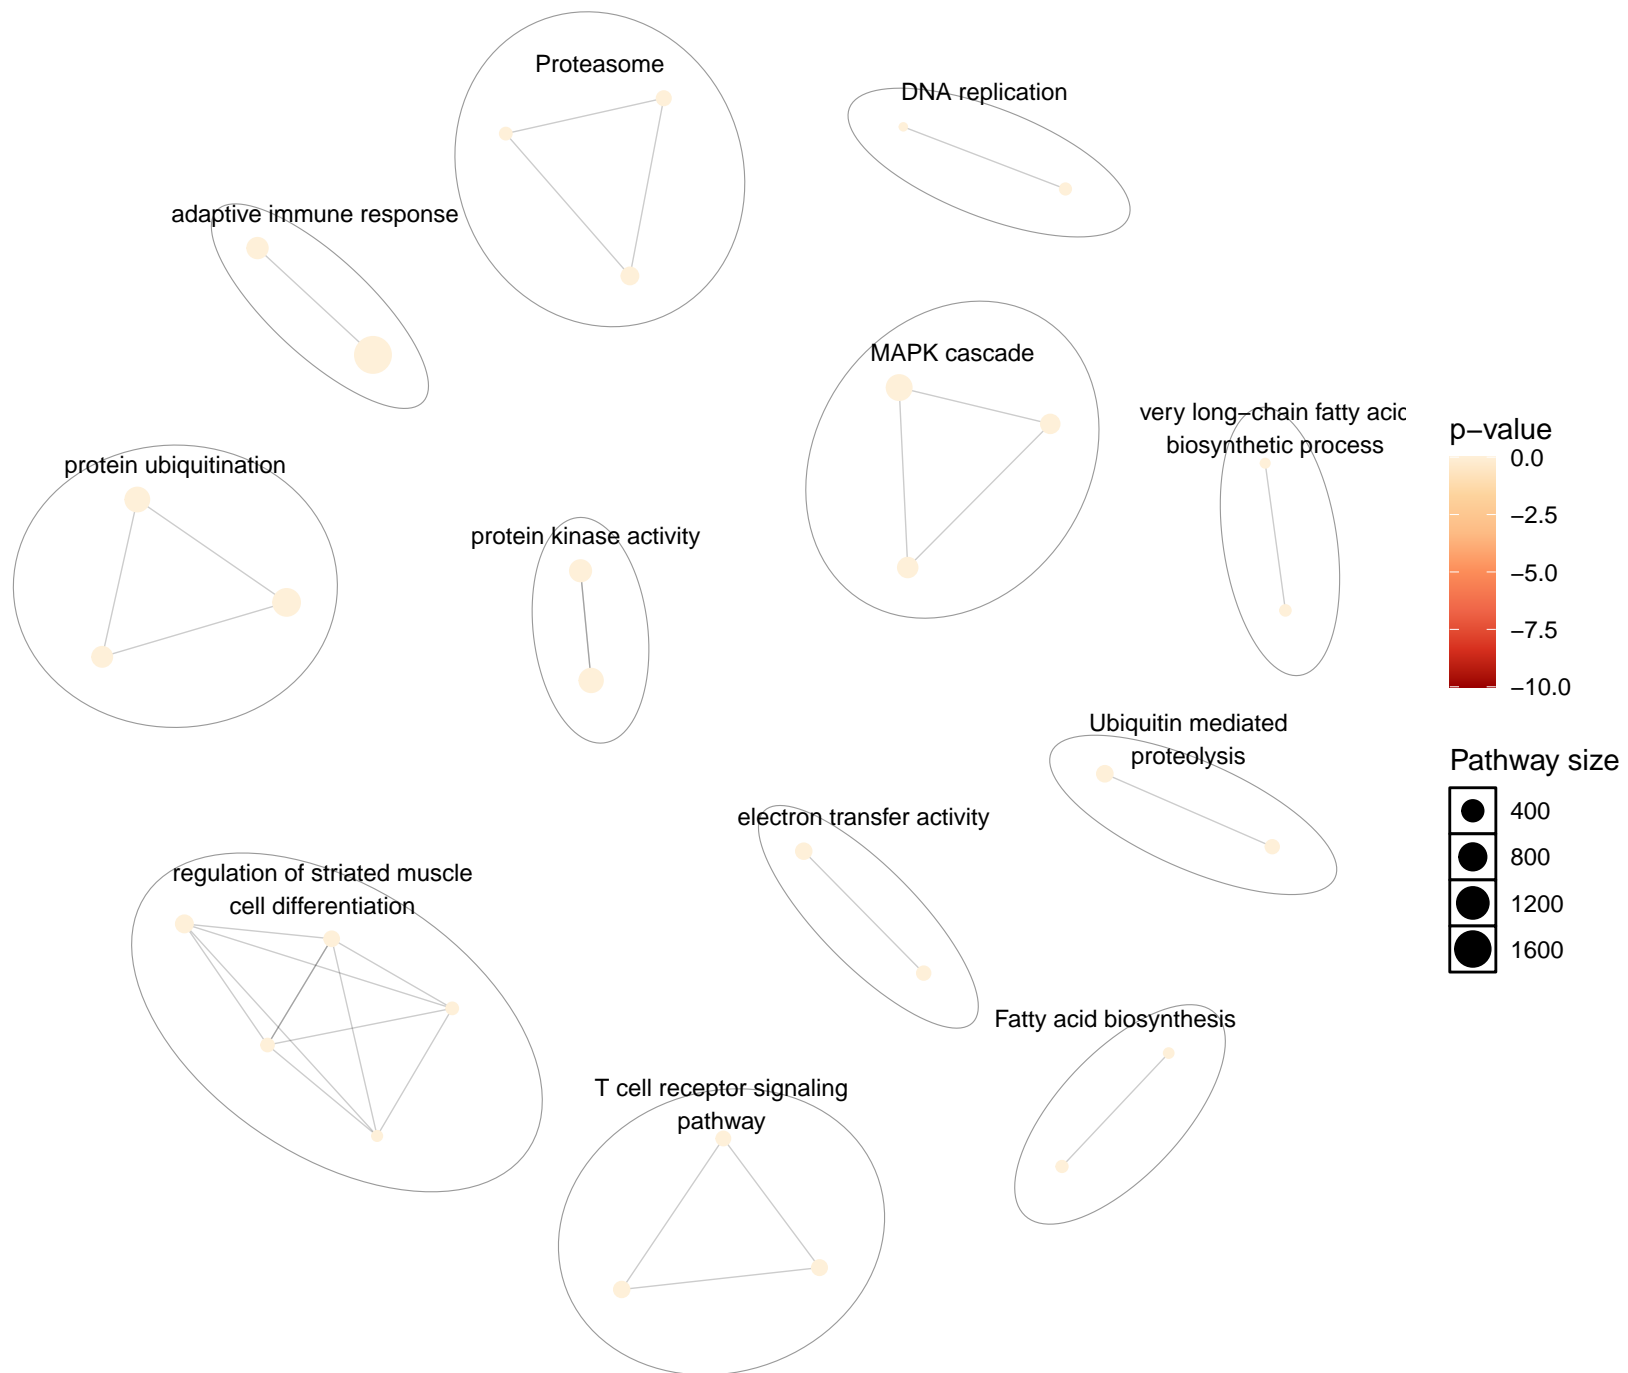 Proteasome
DNA replication
adaptive immune response
MAPK cascade
very long−chain fatty acid
biosynthetic process
protein ubiquitination
protein kinase activity
Ubiquitin mediated
proteolysis
electron transfer activity
regulation of striated muscle
cell differentiation
Fatty acid biosynthesis
T cell receptor signaling
pathway
p−value
0.0
−2.5
−5.0
−7.5
−10.0
Pathway size
400
800
1200
1600